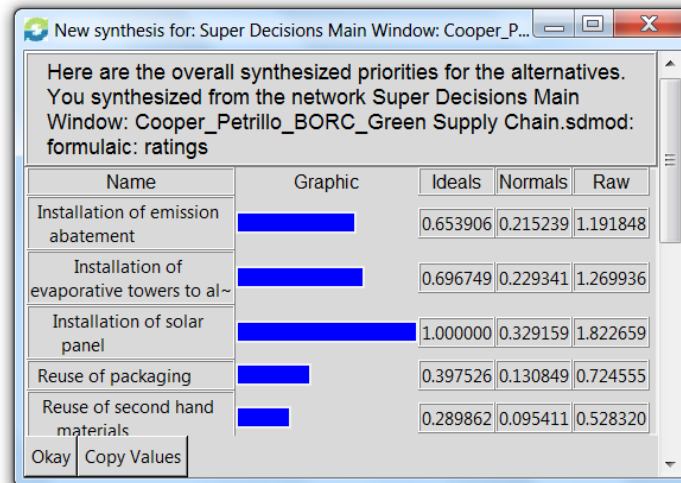 New synthesis for: Super Decisions Main Window: Cooper_P...
Here are the overall synthesized priorities for the alternatives.
You synthesized from the network Super Decisions Main
Window: Cooper_Petrillo_BORC_Green Supply Chain.sdmod:
formulaic: ratings
Name Graphic Ideals Normals Raw
Installation of emission
abatement
0.653906 0.215239 1.191848
Installation of
evaporative towers to al~
0.696749 0.229341 1.269936
Installation of solar
panel
1.000000 0.329159 1.822659
Reuse of packaging 0.397526 0.130849 0.724555
Reuse of second hand
materials
0.289862 0.095411 0.528320
Okay Copy Values